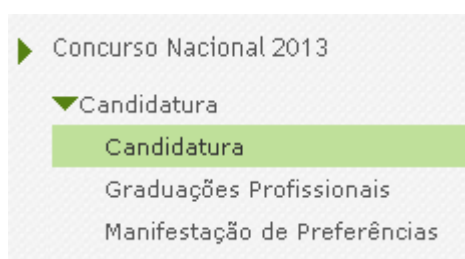 Concurso Nacional 2013
Candidatura
Candidatura
Graduações Profissionais
Manifestação de Preferências